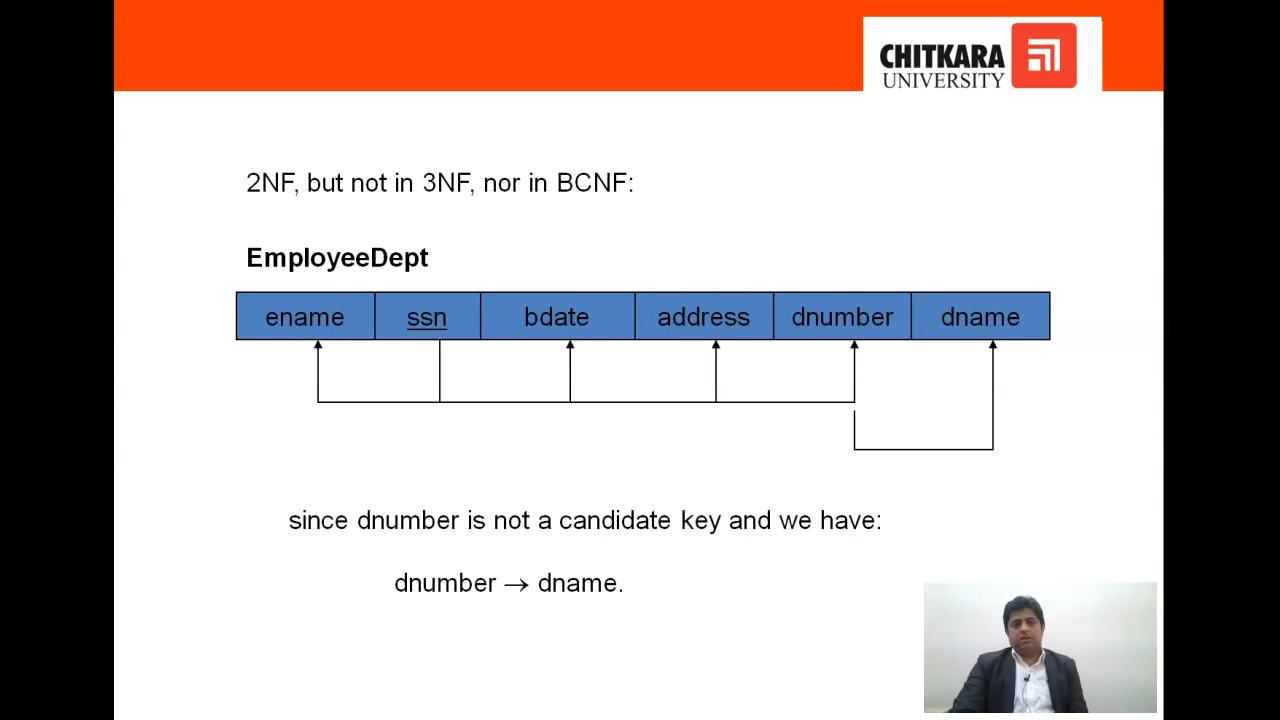 CHITKARA
UNIVERSITY
2NF, but not in 3NF, nor in BCNF:
EmployeeDept
ename ssn bdate address dnumber dname
since dnumber is not a candidate key and we have:
dnumber → dname.